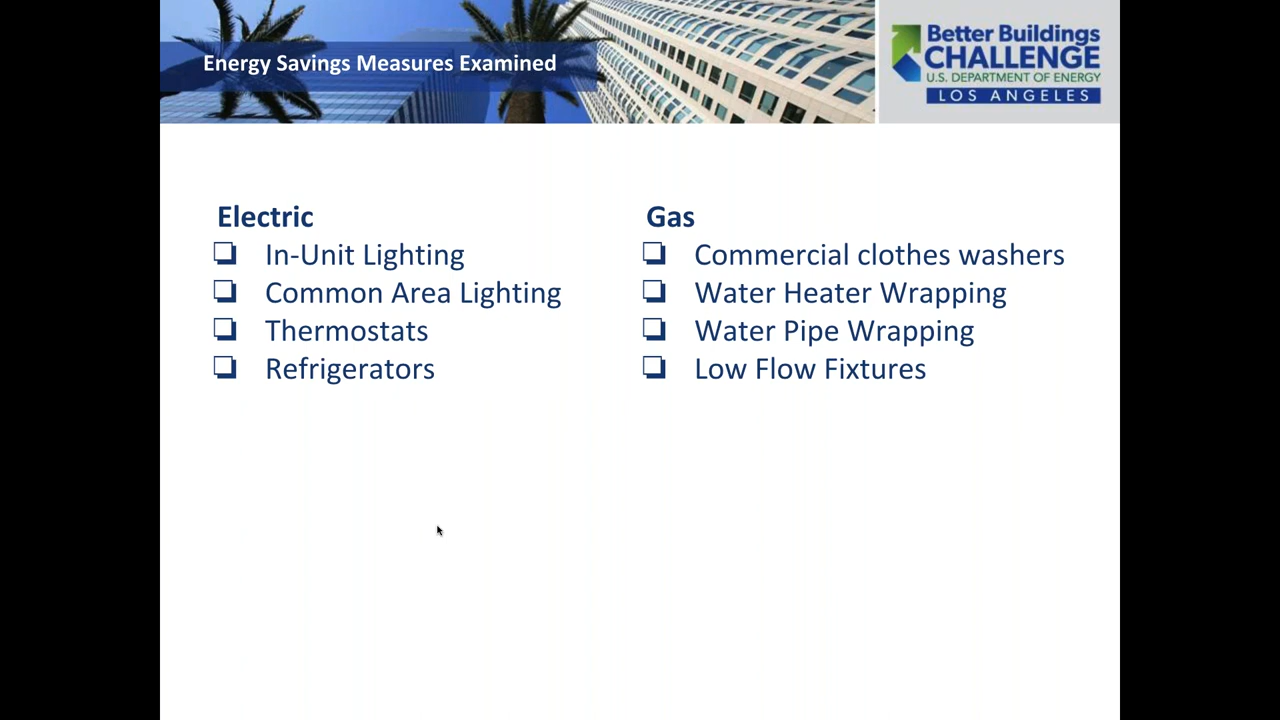 Energy Savings Measures Examined
Better Buildings
CHALLENGE
U.S. DEPARTMENT OF ENERGY
LOS ANGELES
Electric
❏ In-Unit Lighting
❏ Common Area Lighting
❏ Thermostats
❏ Refrigerators
Gas
❏ Commercial clothes washers
❏ Water Heater Wrapping
❏ Water Pipe Wrapping
❏ Low Flow Fixtures